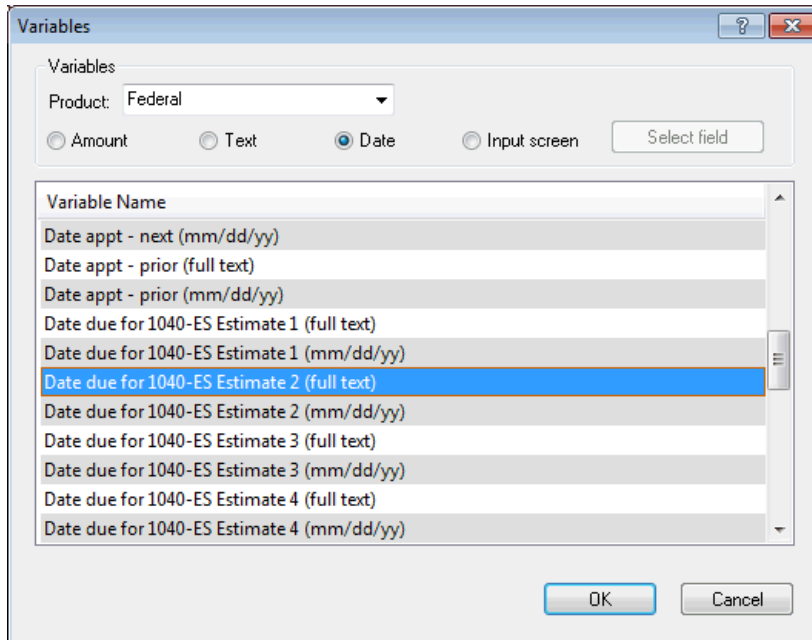 Variables
Variables
Product: Federal
Amount Text Date Input screen Select field
Variable Name
Date appt - next (mm/dd/yy)
Date appt - prior (full text)
Date appt - prior (mm/dd/yy)
Date due for 1040-ES Estimate 1 (full text)
Date due for 1040-ES Estimate 1 (mm/dd/yy)
Date due for 1040-ES Estimate 2 (full text)
Date due for 1040-ES Estimate 2 (mm/dd/yy)
Date due for 1040-ES Estimate 3 (full text)
Date due for 1040-ES Estimate 3 (mm/dd/yy)
Date due for 1040-ES Estimate 4 (full text)
Date due for 1040-ES Estimate 4 (mm/dd/yy)
OK Cancel